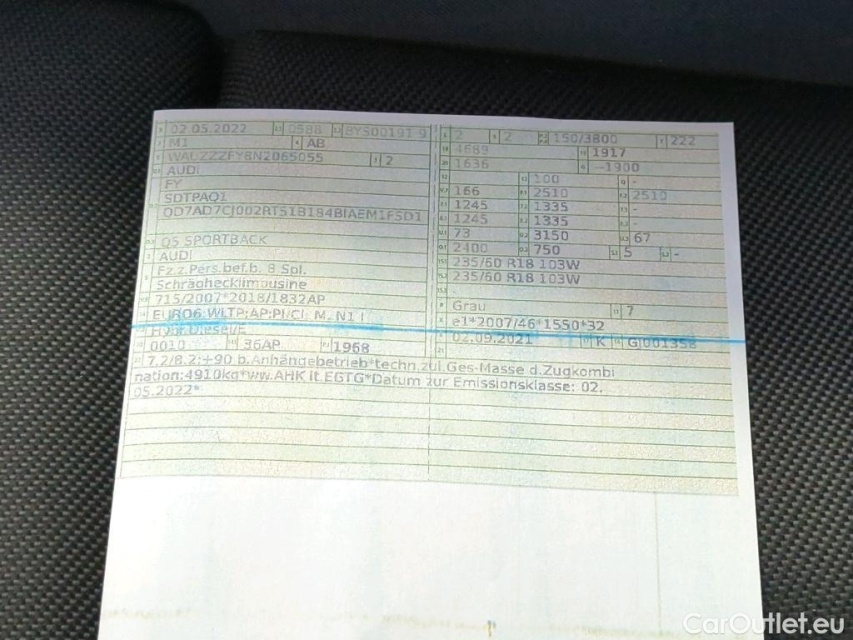 02.05.2022 0588 BYS00191 9
M1 AB
WAUZZZFY8N2065055 2
AUDI
FY
SDTPAQ1
QD7AD7CJ002RTS1B184BIAEM1FSD1
Q5 SPORTBACK
AUDI
Fz.z.Pers.bef.b. 8 Spl.
Schräghecklimousine
715/2007*2018/1832AP
EURO6;WLTP;AP;PI/CI; M, N1 I
Hybr.Diesel/E
0010 36AP 1968
2 2 150/3800 222
4689 1917
1636 -1900
100 -
166 2510 2510
1245 1335 -
1245 1335 -
73 3150 67
2400 750 5 -
235/60 R18 103W
235/60 R18 103W
Grau 7
e1*2007/46*1550*32
02.09.2021 K GJ001358
7.2/8.2:+90 b.Anhängebetrieb*techn.zul.Ges-Masse d.Zugkombi
nation:4910kg*ww.AHK lt.EGTG*Datum zur Emissionsklasse: 02.
05.2022*
CarOutlet.eu